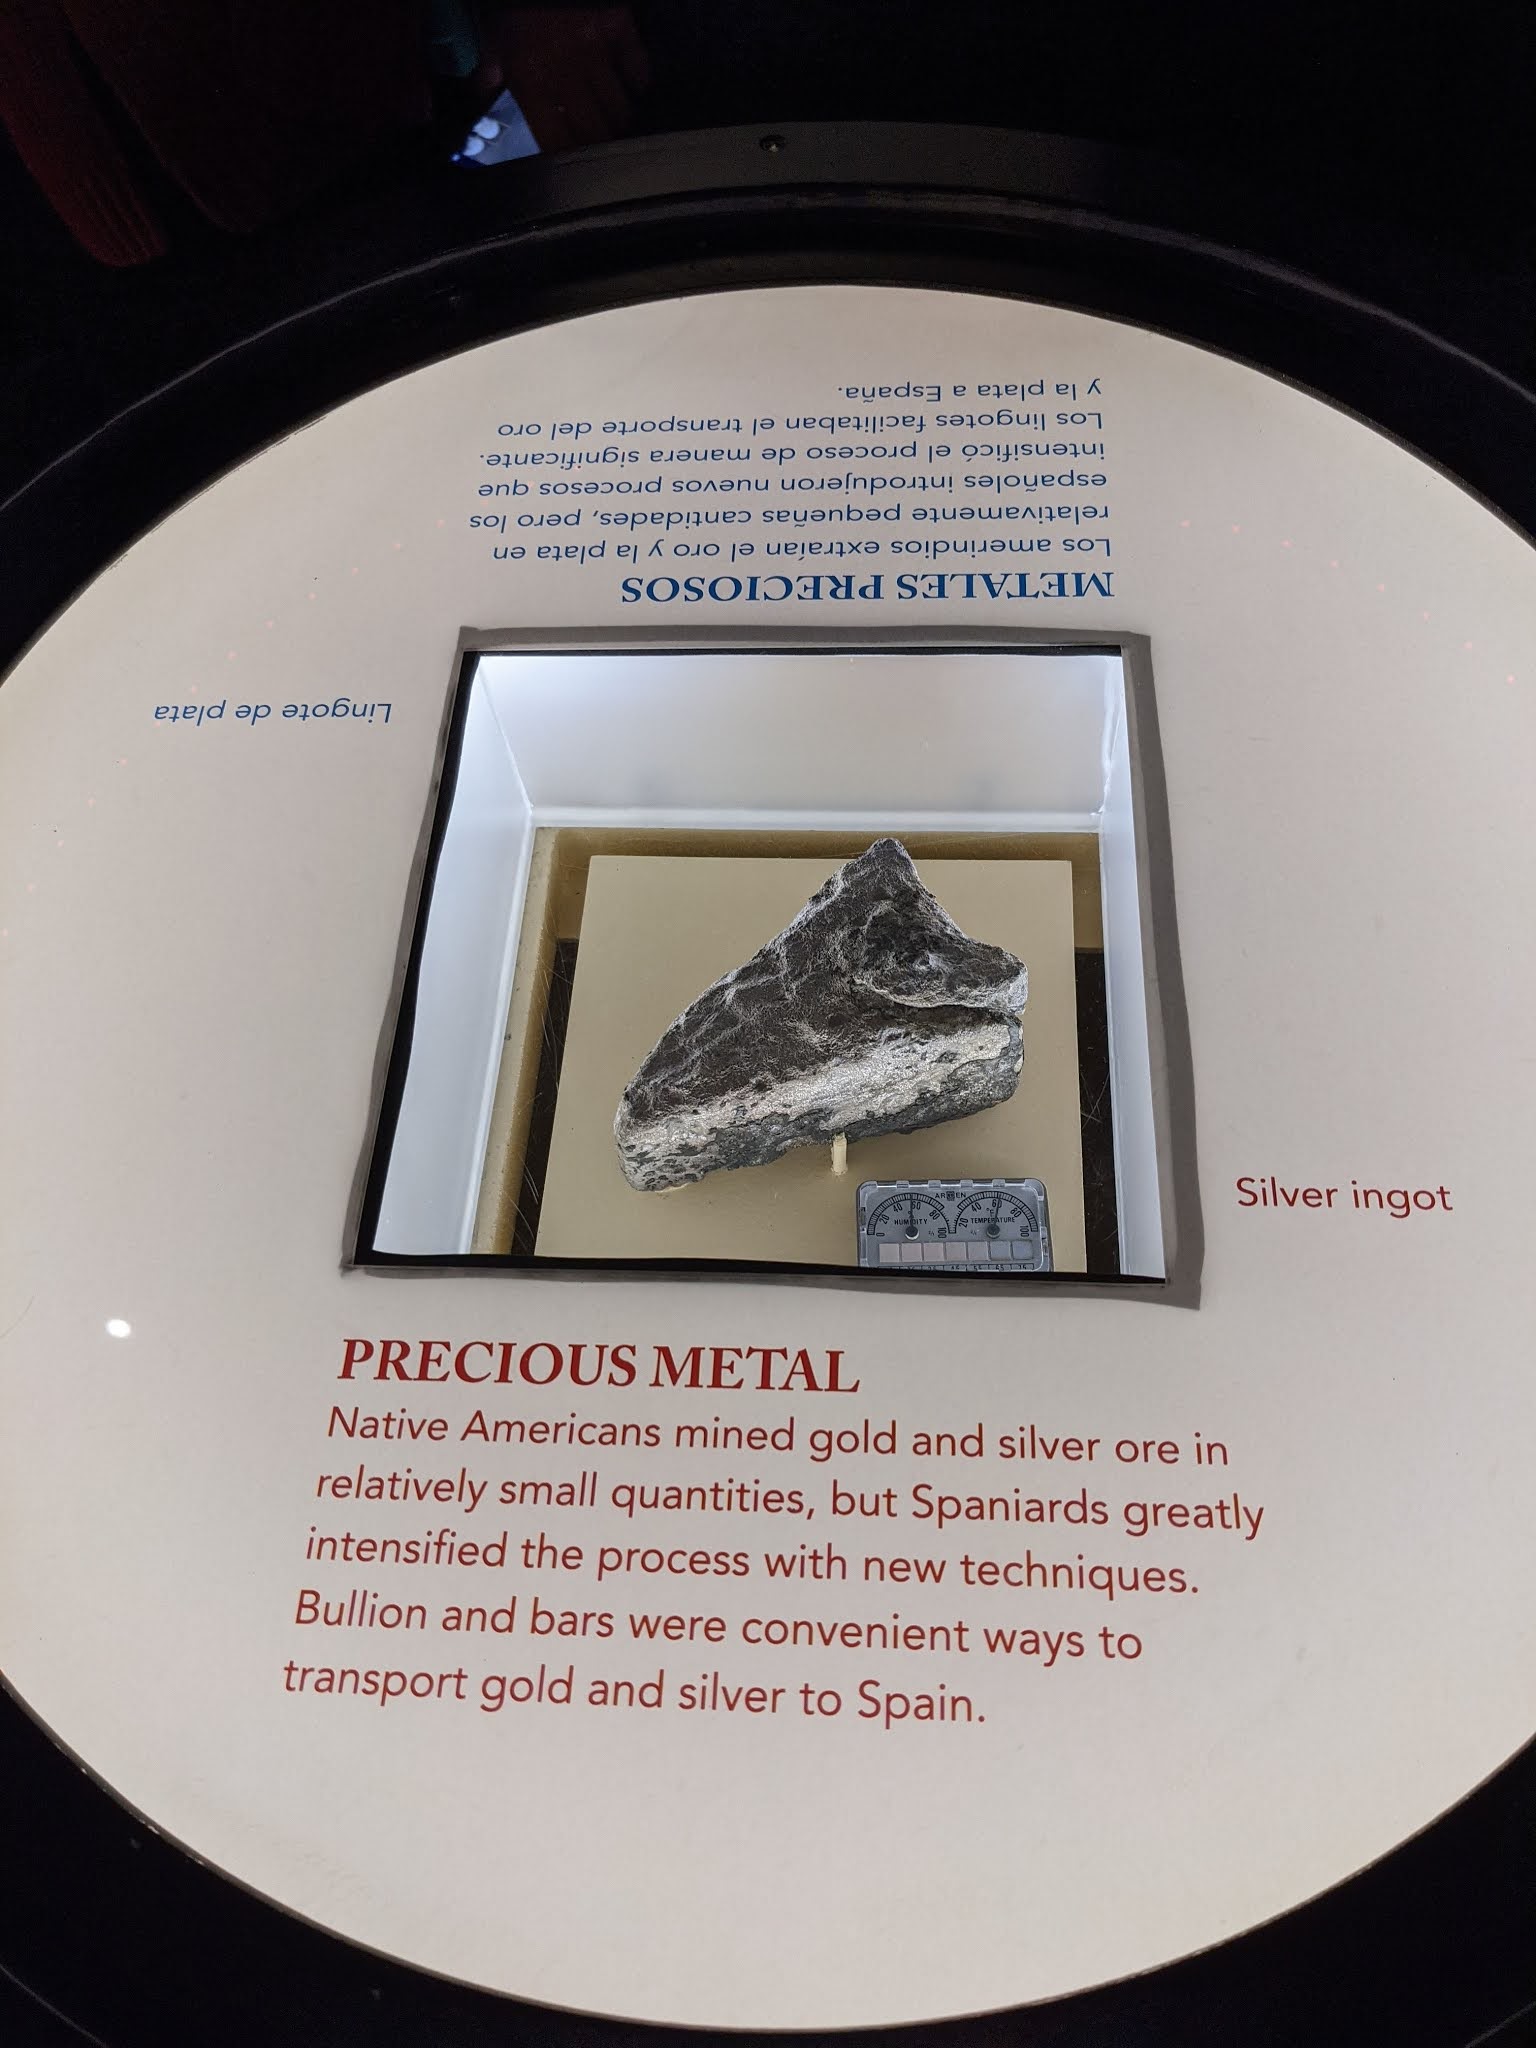 METALES PRECIOSOS
Los amerindios extraían el oro y la plata en
relativamente pequeñas cantidades, pero los
españoles introdujeron nuevos procesos que
intensificó el proceso de manera significante.
Los lingotes facilitaban el transporte del oro
y la plata a España.
Lingote de plata
HUMIDITY
TEMPERATURE
Silver ingot
PRECIOUS METAL
Native Americans mined gold and silver ore in
relatively small quantities, but Spaniards greatly
intensified the process with new techniques.
Bullion and bars were convenient ways to
transport gold and silver to Spain.